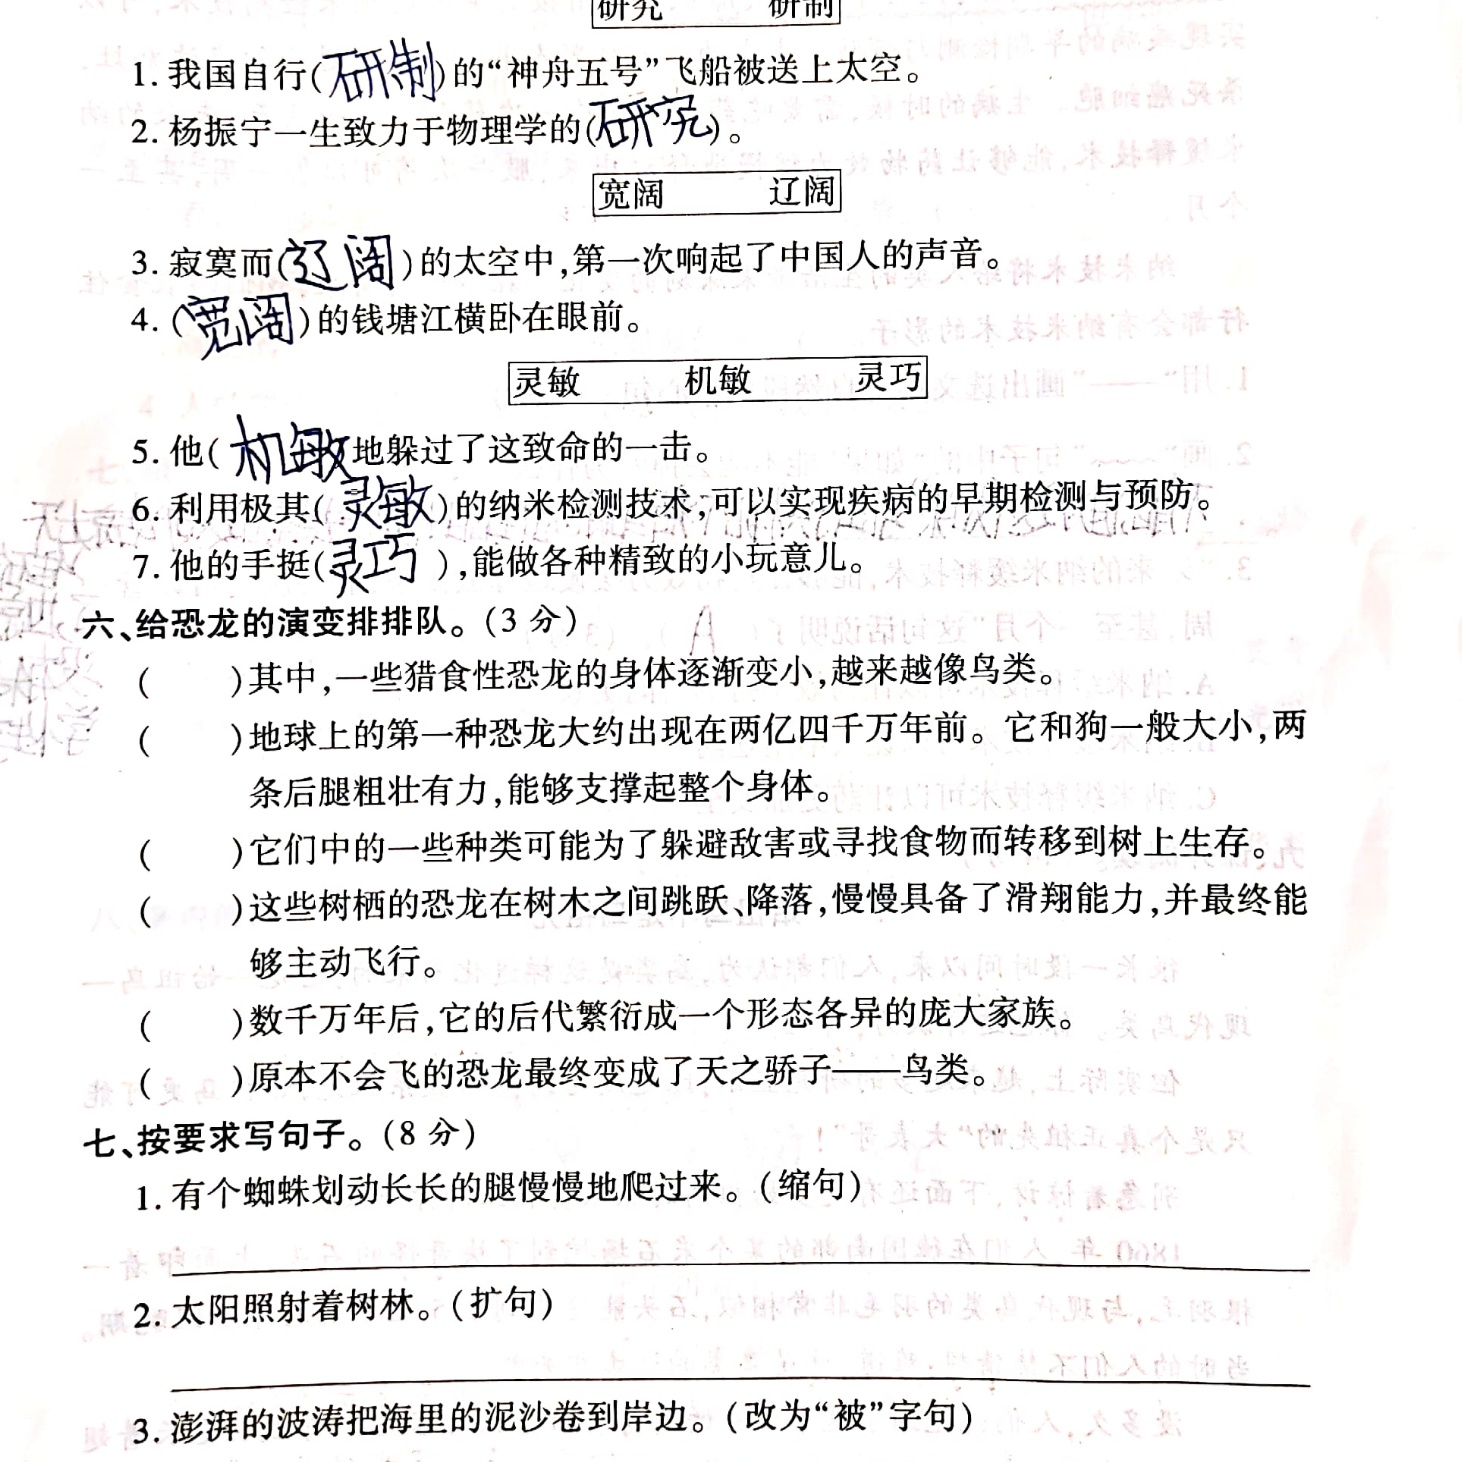 研究 研制
1. 我国自行(研制)的“神舟五号”飞船被送上太空。
2. 杨振宁一生致力于物理学的(研究)。
宽阔 辽阔
3. 寂寞而(辽阔)的太空中,第一次响起了中国人的声音。
4. (宽阔)的钱塘江横卧在眼前。
灵敏 机敏 灵巧
5. 他(机敏)地躲过了这致命的一击。
6. 利用极其(灵敏)的纳米检测技术,可以实现疾病的早期检测与预防。
7. 他的手挺(灵巧),能做各种精致的小玩意儿。
六、给恐龙的演变排排队。(3分)
( )其中,一些猎食性恐龙的身体逐渐变小,越来越像鸟类。
( )地球上的第一种恐龙大约出现在两亿四千万年前。它和狗一般大小,两
条后腿粗壮有力,能够支撑起整个身体。
( )它们中的一些种类可能为了躲避敌害或寻找食物而转移到树上生存。
( )这些树栖的恐龙在树木之间跳跃、降落,慢慢具备了滑翔能力,并最终能
够主动飞行。
( )数千万年后,它的后代繁衍成一个形态各异的庞大家族。
( )原本不会飞的恐龙最终变成了天之骄子——鸟类。
七、按要求写句子。(8分)
1. 有个蜘蛛划动长长的腿慢慢地爬过来。(缩句)
2. 太阳照射着树林。(扩句)
3. 澎湃的波涛把海里的泥沙卷到岸边。(改为“被”字句)